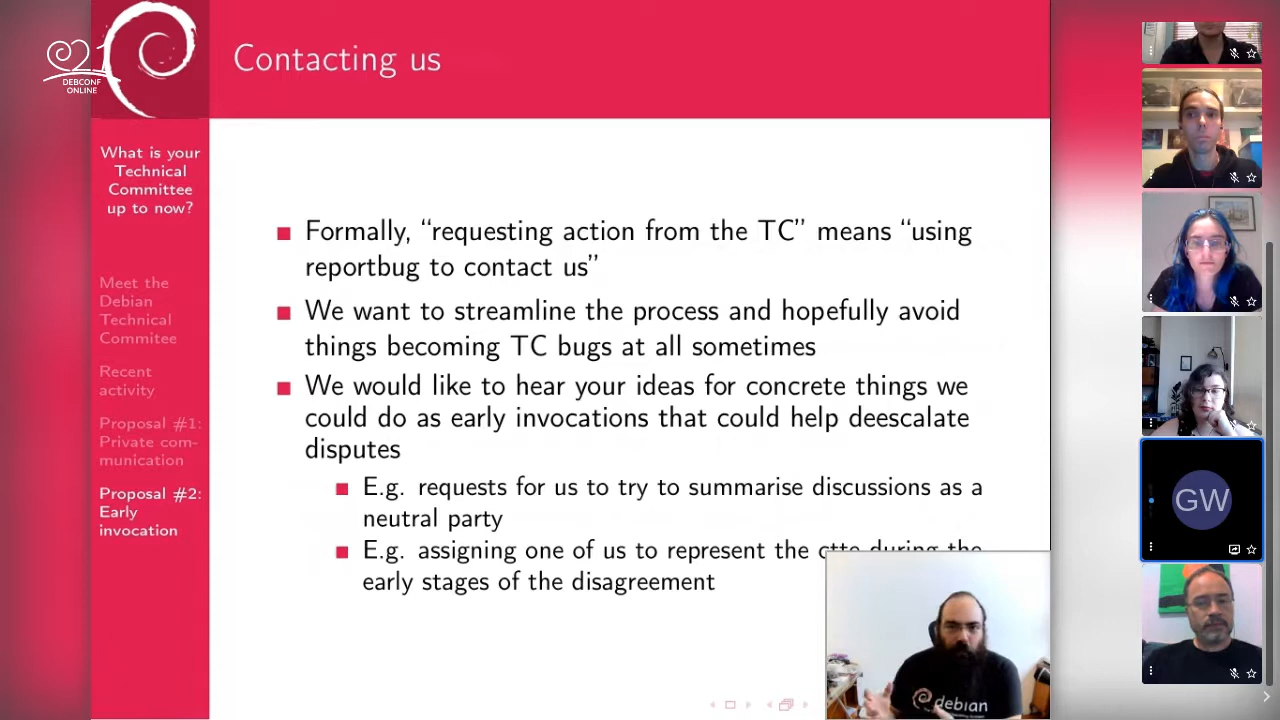 21
DEBCONF
ONLINE
Contacting us
What is your
Technical
Committee
up to now?
Meet the
Debian
Technical
Commitee
Recent
activity
Proposal #1:
Private com-
munication
Proposal #2:
Early
invocation
Formally, “requesting action from the TC” means “using
reportbug to contact us”
We want to streamline the process and hopefully avoid
things becoming TC bugs at all sometimes
We would like to hear your ideas for concrete things we
could do as early invocations that could help deescalate
disputes
E.g. requests for us to try to summarise discussions as a
neutral party
E.g. assigning one of us to represent the ctte during the
early stages of the disagreement
debian
GW